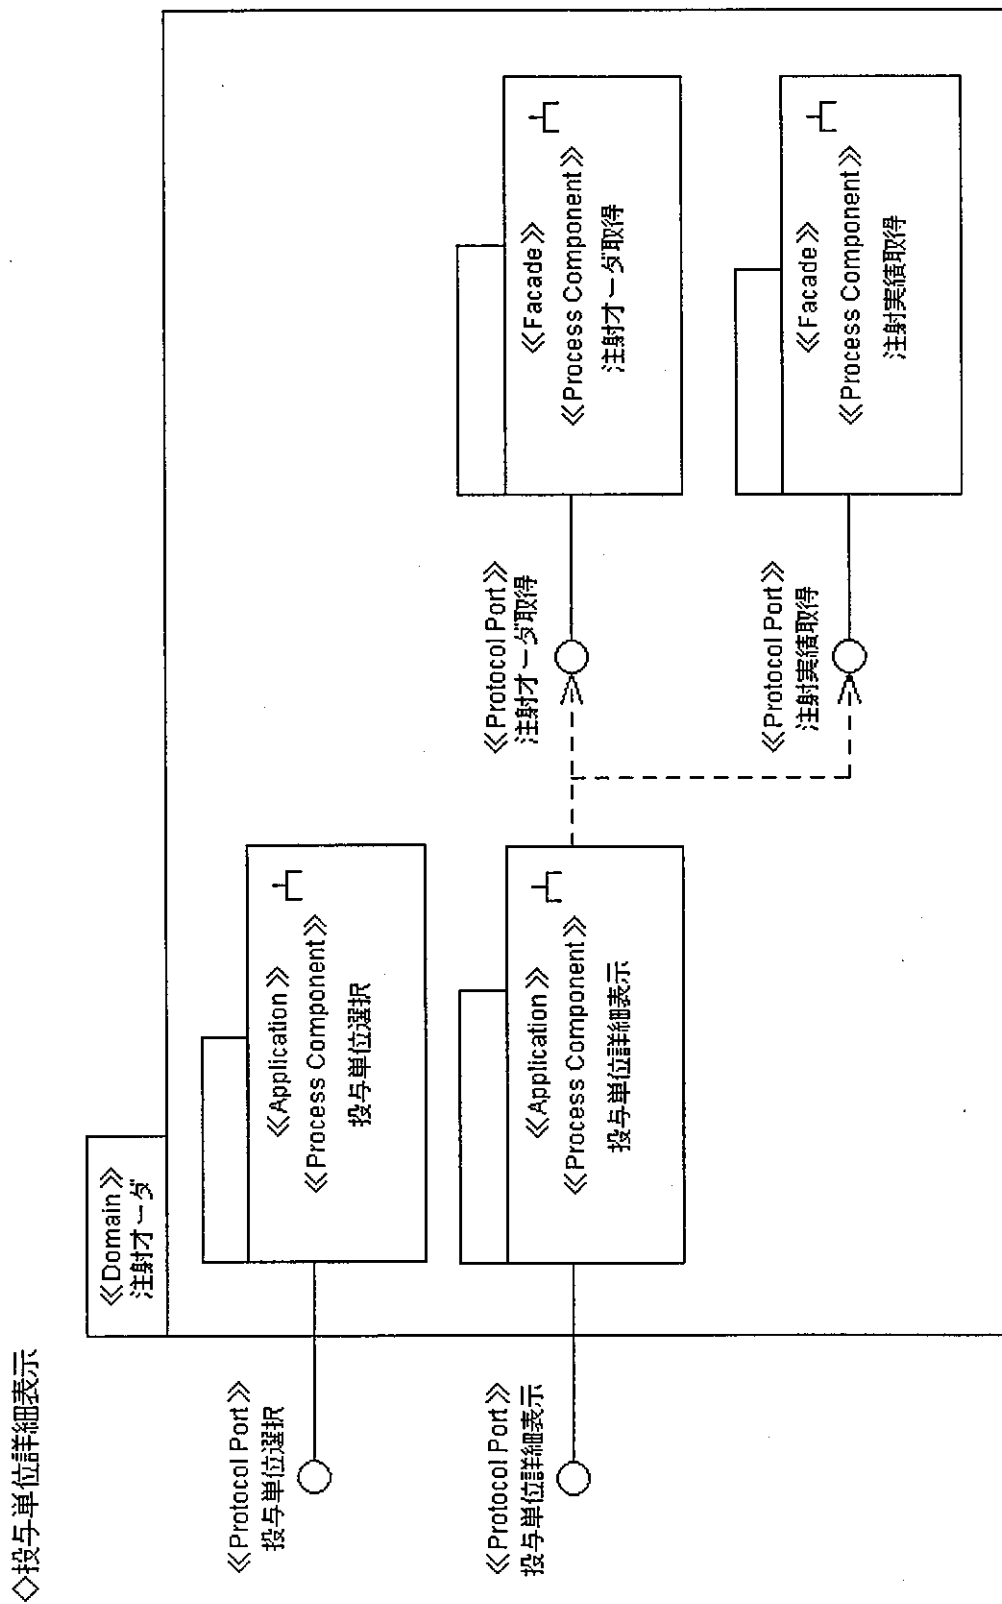 ◇投与単位詳細表示
≪Domain≫
注射オーダ
≪Protocol Port≫
投与単位選択
≪Application≫
≪Process Component≫
投与単位選択
≪Protocol Port≫
投与単位詳細表示
≪Application≫
≪Process Component≫
投与単位詳細表示
≪Protocol Port≫
注射オーダ取得
≪Facade≫
≪Process Component≫
注射オーダ取得
≪Protocol Port≫
注射実績取得
≪Facade≫
≪Process Component≫
注射実績取得